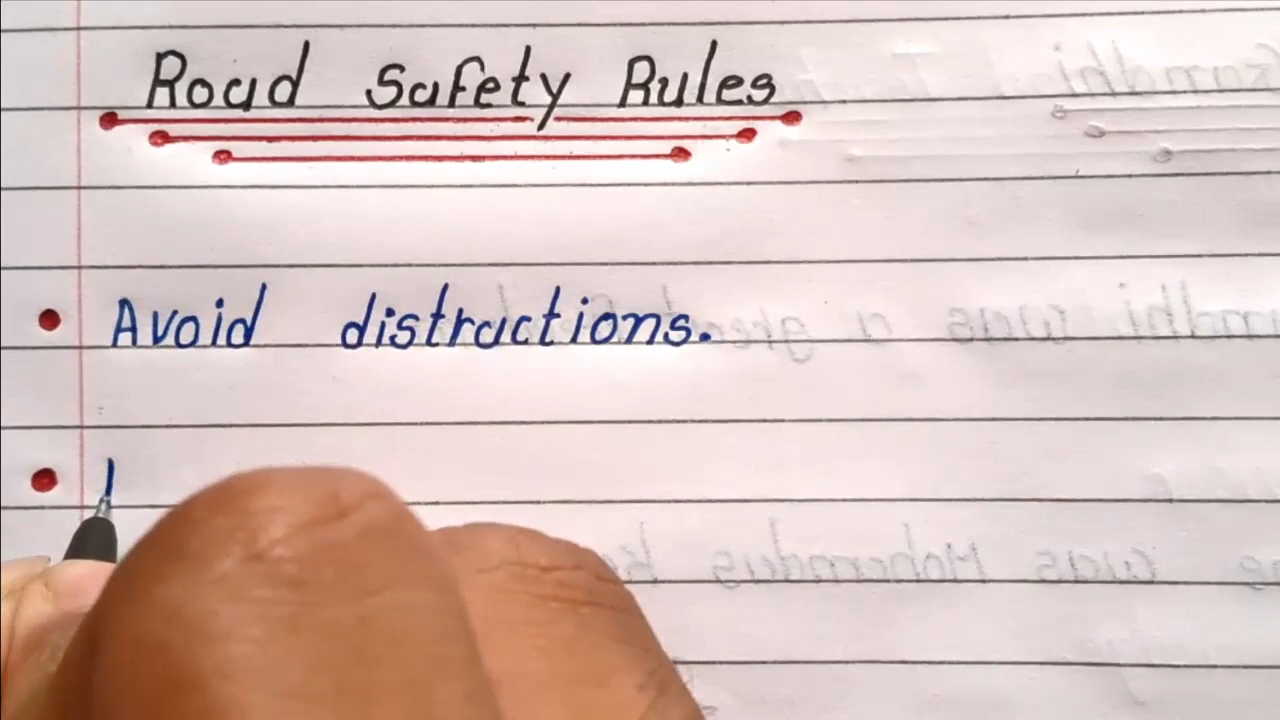 Road Safety Rules
• Avoid distractions.
•